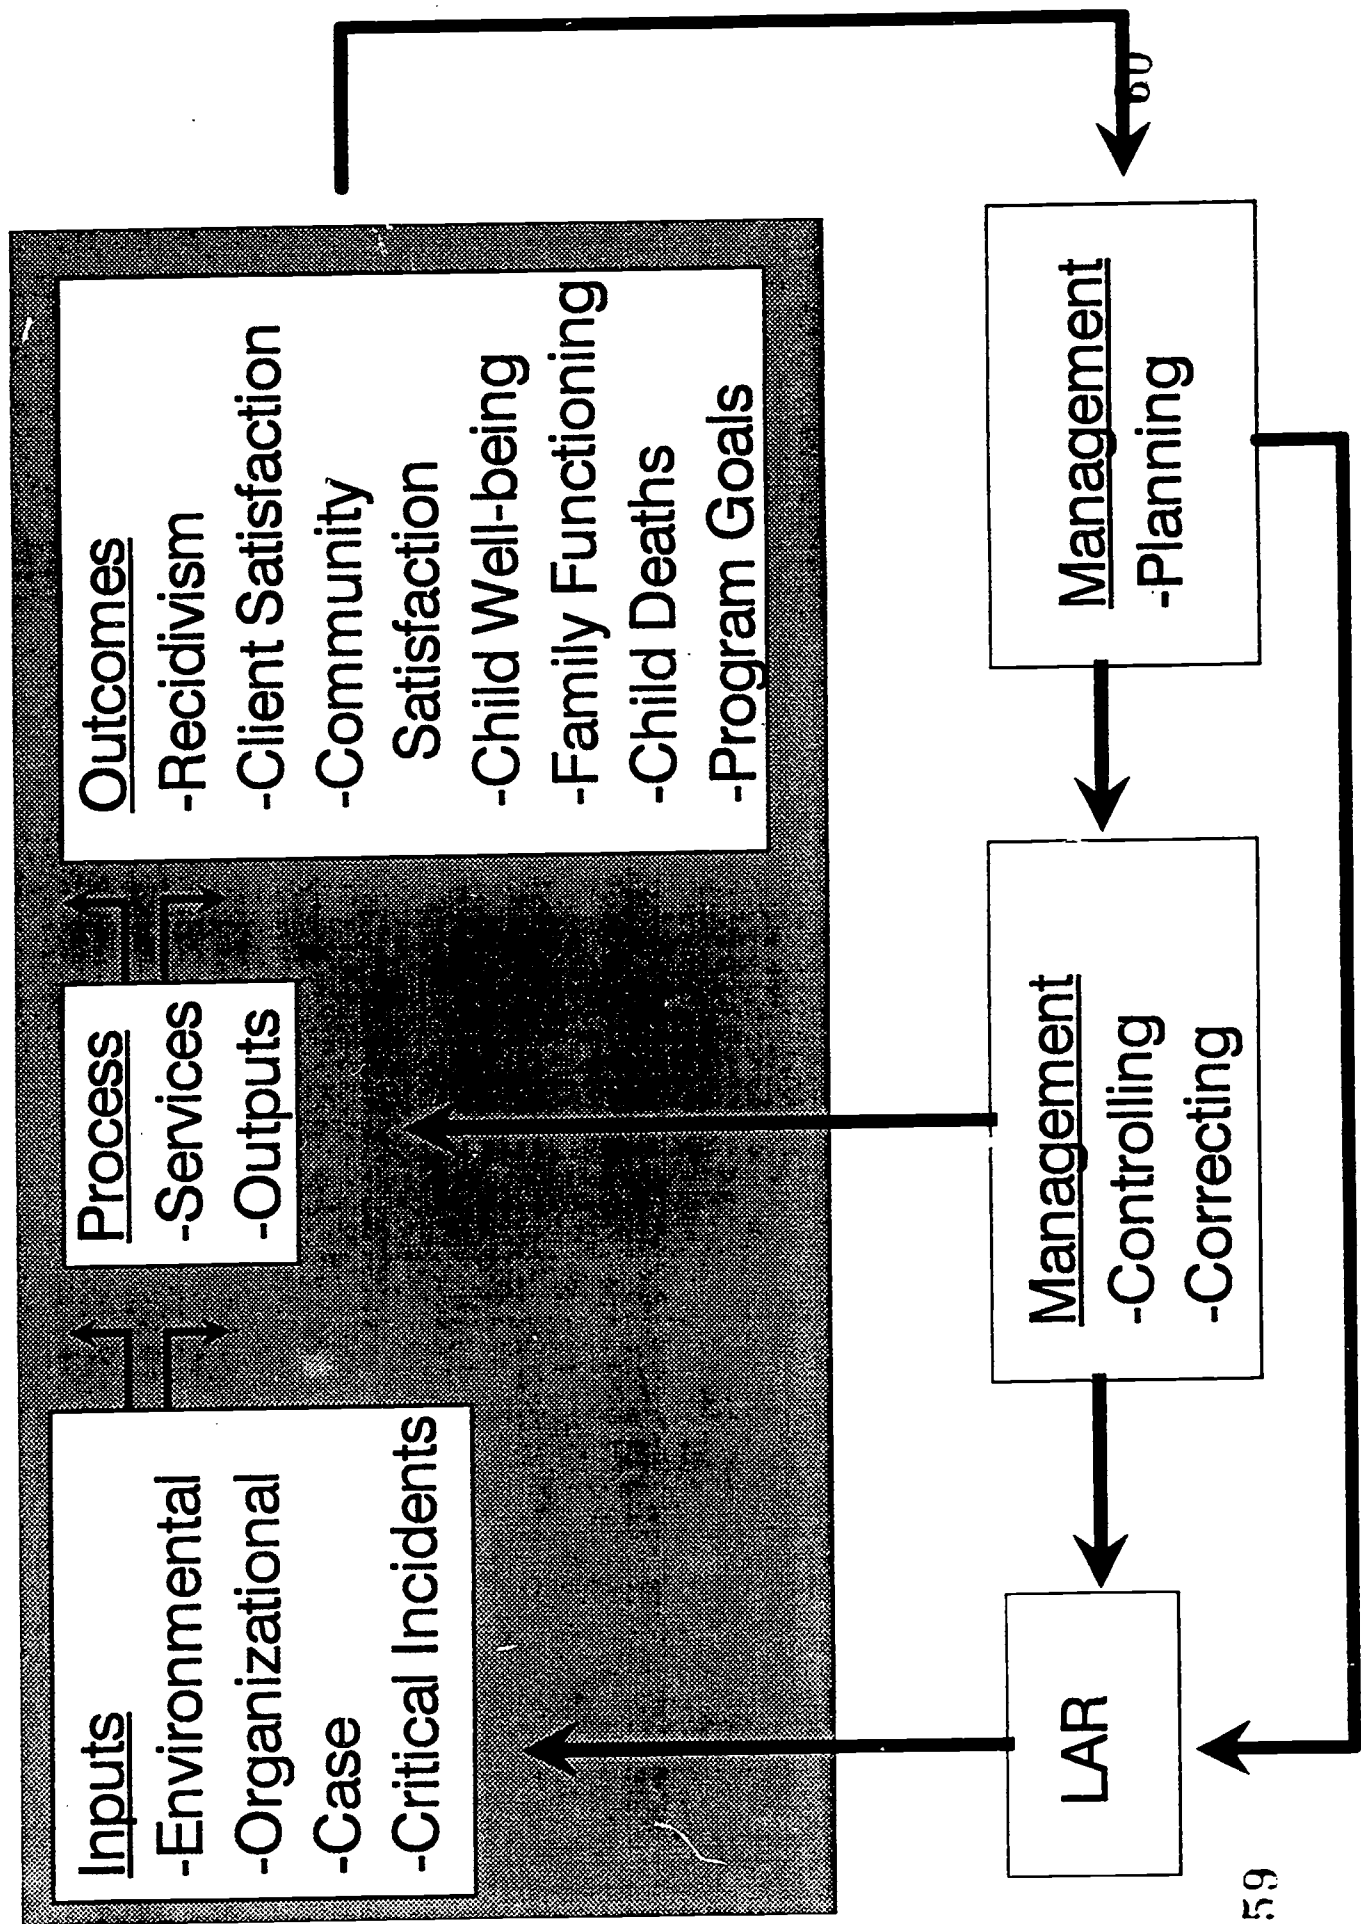 Inputs
-Environmental
-Organizational
-Case
-Critical Incidents
Process
-Services
-Outputs
Outcomes
-Recidivism
-Client Satisfaction
-Community
Satisfaction
-Child Well-being
-Family Functioning
-Child Deaths
-Program Goals
LAR
Management
-Controlling
-Correcting
Management
-Planning
59
60